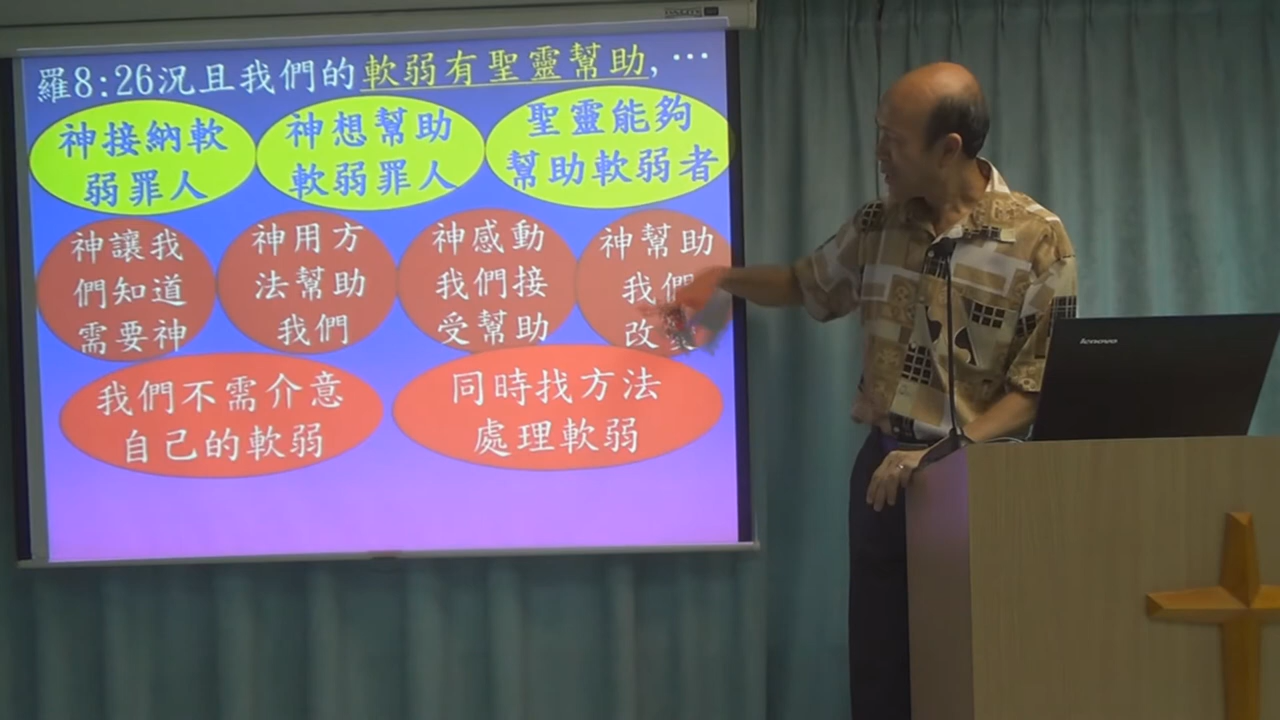 羅8:26況且我們的軟弱有聖靈幫助,…
神接納軟
弱罪人
神想幫助
軟弱罪人
聖靈能夠
幫助軟弱者
神讓我
們知道
需要神
神用方
法幫助
我們
神感動
我們接
受幫助
神幫助
我們
改
我們不需介意
自己的軟弱
同時找方法
處理軟弱
lenovo